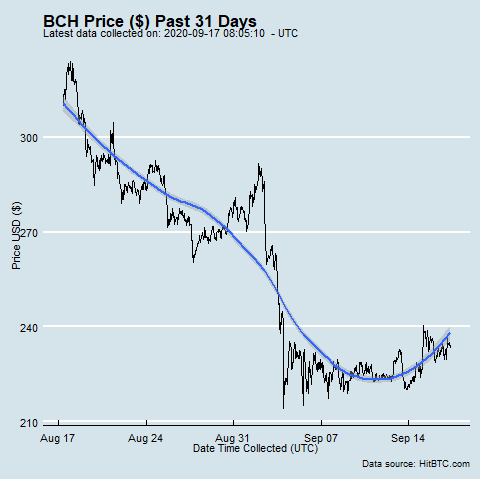 BCH Price ($) Past 31 Days
Latest data collected on: 2020-09-17 08:05:10 - UTC
Price USD ($)
300
270
240
210
Aug 17 Aug 24 Aug 31 Sep 07 Sep 14
Date Time Collected (UTC)
Data source: HitBTC.com